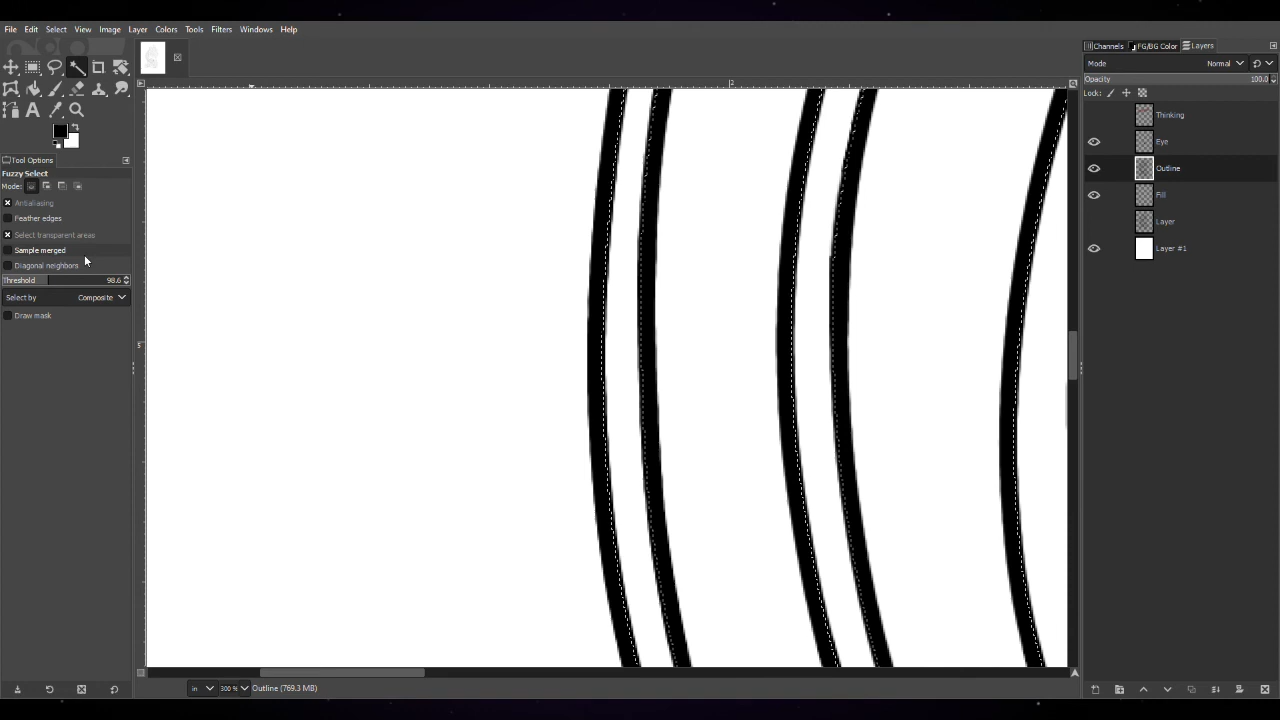 File Edit Select View Image Layer Colors Tools Filters Windows Help
Channels FG/BG Color Layers
Mode Normal
Opacity 100.0
Lock:
Thinking
Eye
Outline
Fill
Layer
Layer #1
Tool Options
Fuzzy Select
Mode:
Antialiasing
Feather edges
Select transparent areas
Sample merged
Diagonal neighbors
Threshold 98.6
Select by Composite
Draw mask
2
5
in 300 % Outline (769.3 MB)